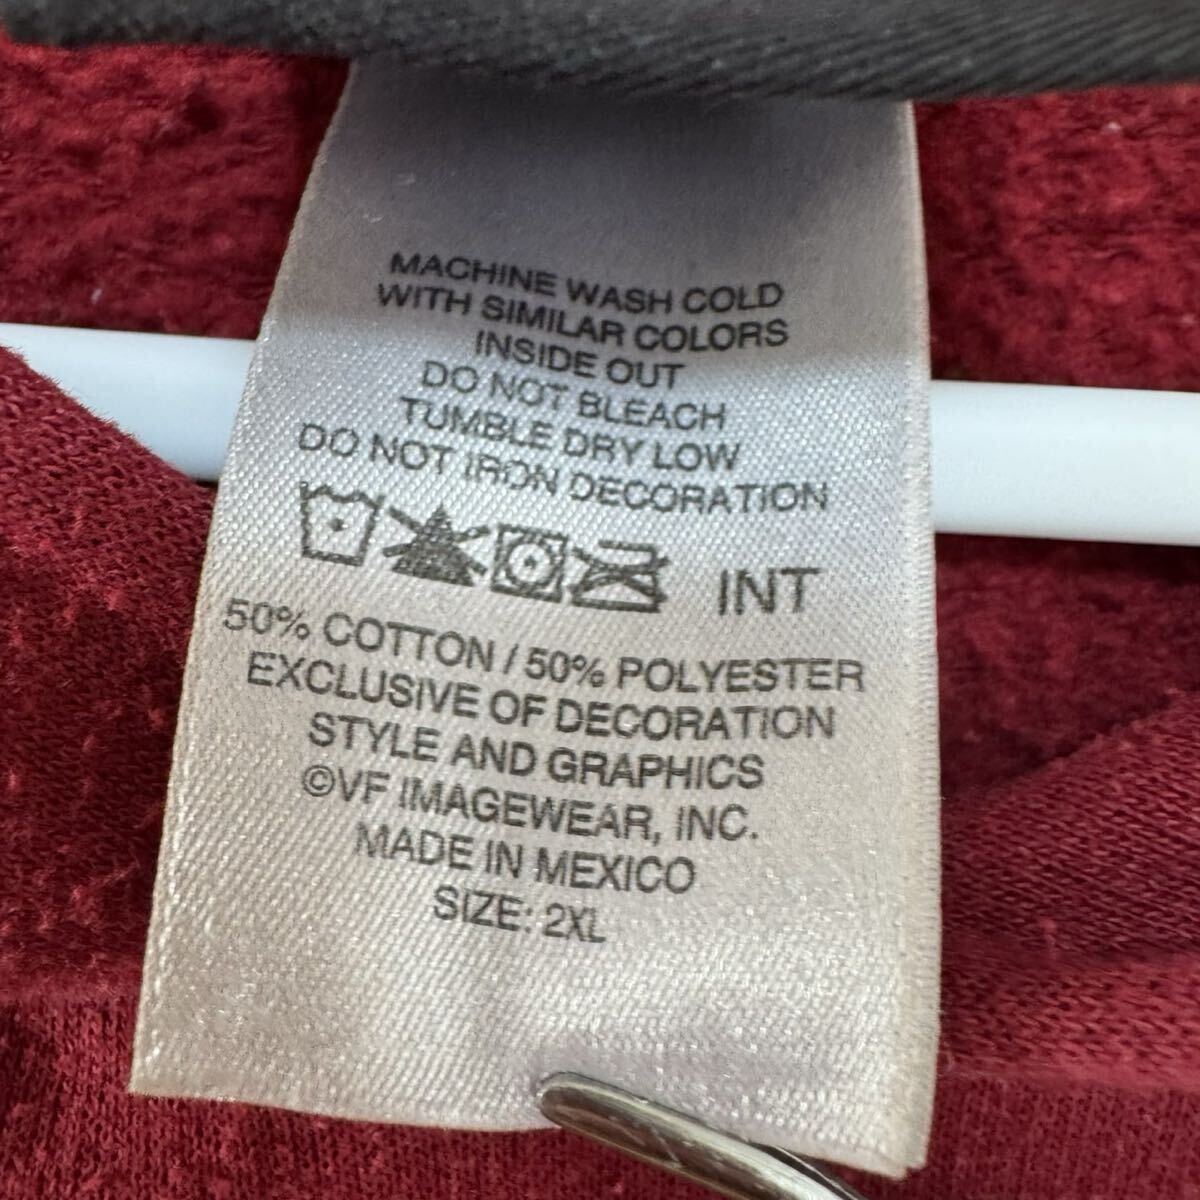 MACHINE WASH COLD
WITH SIMILAR COLORS
INSIDE OUT
DO NOT BLEACH
TUMBLE DRY LOW
DO NOT IRON DECORATION
INT
50% COTTON / 50% POLYESTER
EXCLUSIVE OF DECORATION
STYLE AND GRAPHICS
©VF IMAGEWEAR, INC.
MADE IN MEXICO
SIZE: 2XL